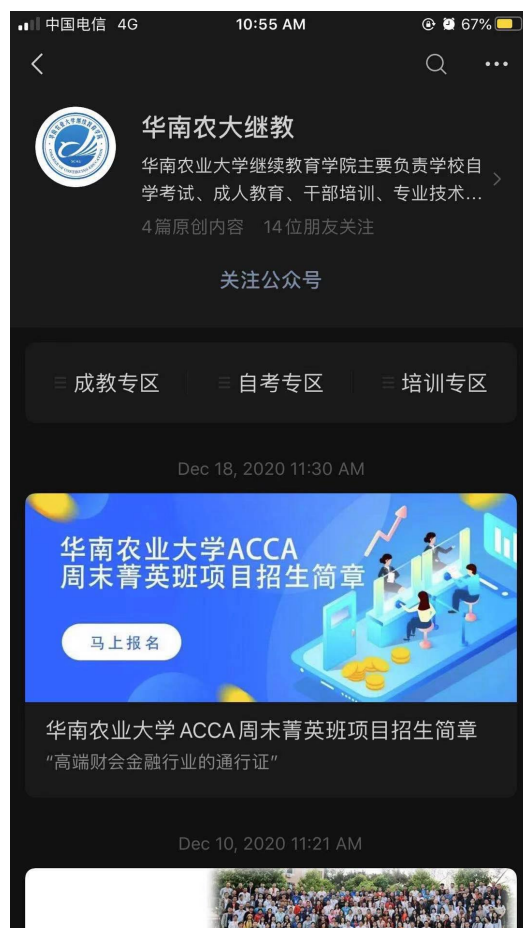 中国电信 4G
10:55 AM
67%
华南农大继教
华南农业大学继续教育学院主要负责学校自
学考试、成人教育、干部培训、专业技术...
4篇原创内容 14位朋友关注
关注公众号
成教专区
自考专区
培训专区
Dec 18, 2020 11:30 AM
华南农业大学ACCA
周末菁英班项目招生简章
马上报名
华南农业大学 ACCA周末菁英班项目招生简章
“高端财会金融行业的通行证”
Dec 10, 2020 11:21 AM